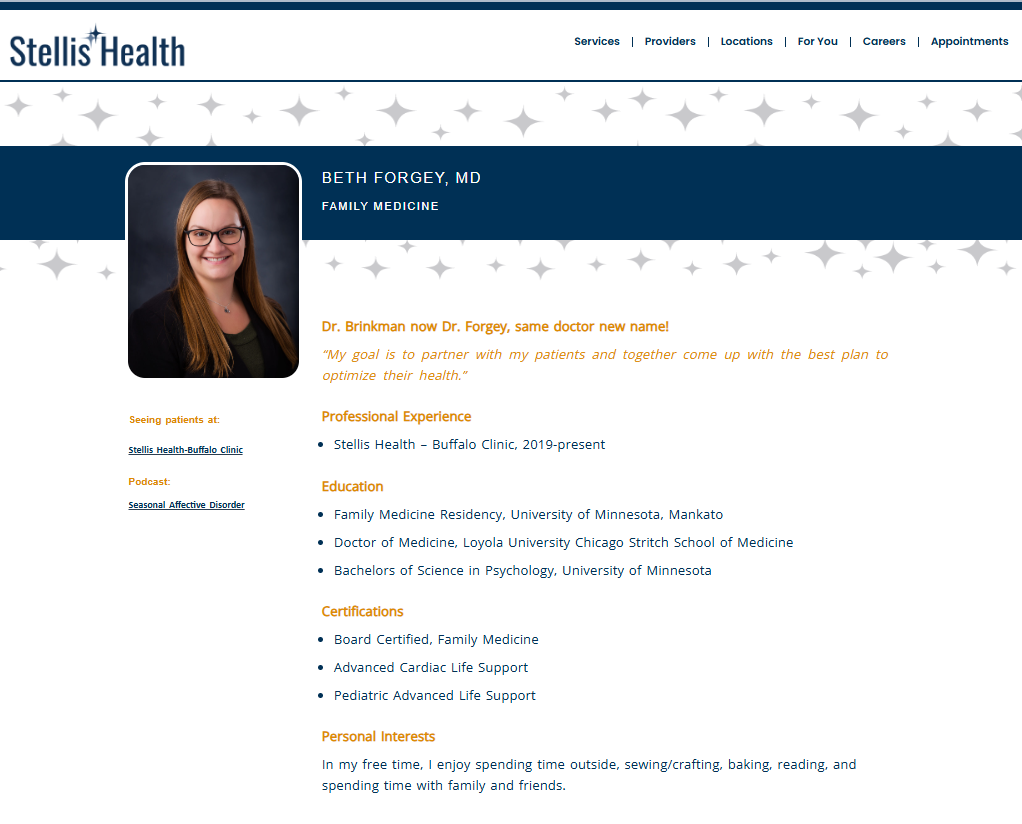 Stellis Health
Services | Providers | Locations | For You | Careers | Appointments
BETH FORGEY, MD
FAMILY MEDICINE
Seeing patients at:
Stellis Health-Buffalo Clinic
Podcast:
Seasonal Affective Disorder
Dr. Brinkman now Dr. Forgey, same doctor new name!
“My goal is to partner with my patients and together come up with the best plan to
optimize their health.”
Professional Experience
• Stellis Health – Buffalo Clinic, 2019-present
Education
• Family Medicine Residency, University of Minnesota, Mankato
• Doctor of Medicine, Loyola University Chicago Stritch School of Medicine
• Bachelors of Science in Psychology, University of Minnesota
Certifications
• Board Certified, Family Medicine
• Advanced Cardiac Life Support
• Pediatric Advanced Life Support
Personal Interests
In my free time, I enjoy spending time outside, sewing/crafting, baking, reading, and
spending time with family and friends.